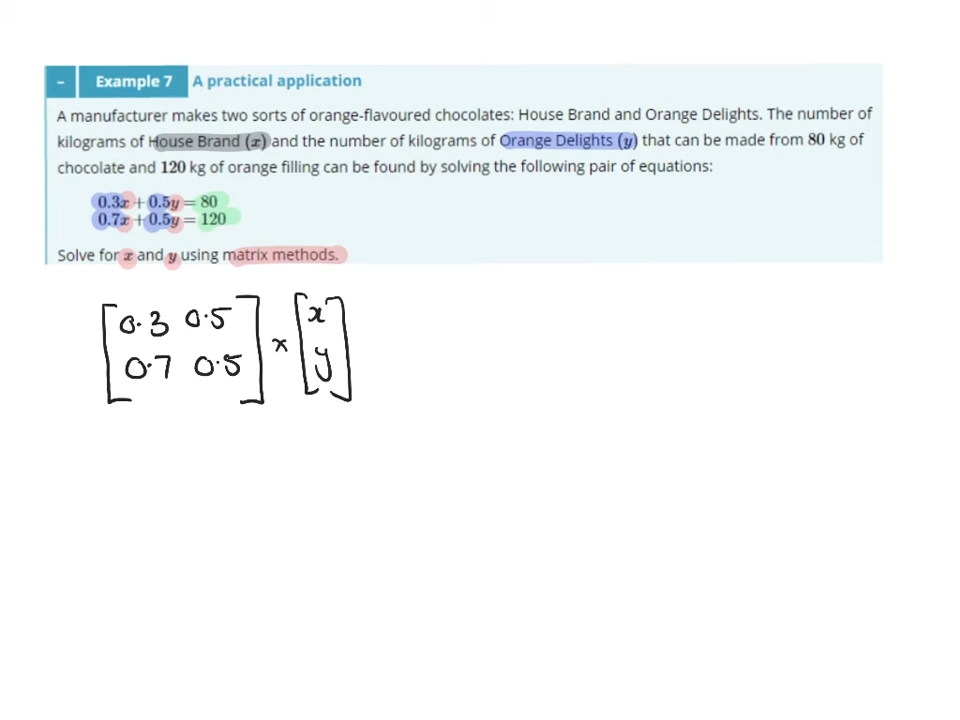 – Example 7 A practical application
A manufacturer makes two sorts of orange-flavoured chocolates: House Brand and Orange Delights. The number of
kilograms of House Brand (x) and the number of kilograms of Orange Delights (y) that can be made from 80 kg of
chocolate and 120 kg of orange filling can be found by solving the following pair of equations:
0.3x + 0.5y = 80
0.7x + 0.5y = 120
Solve for x and y using matrix methods.
[0.3 0.5] × [x]
[0.7 0.5] [y]